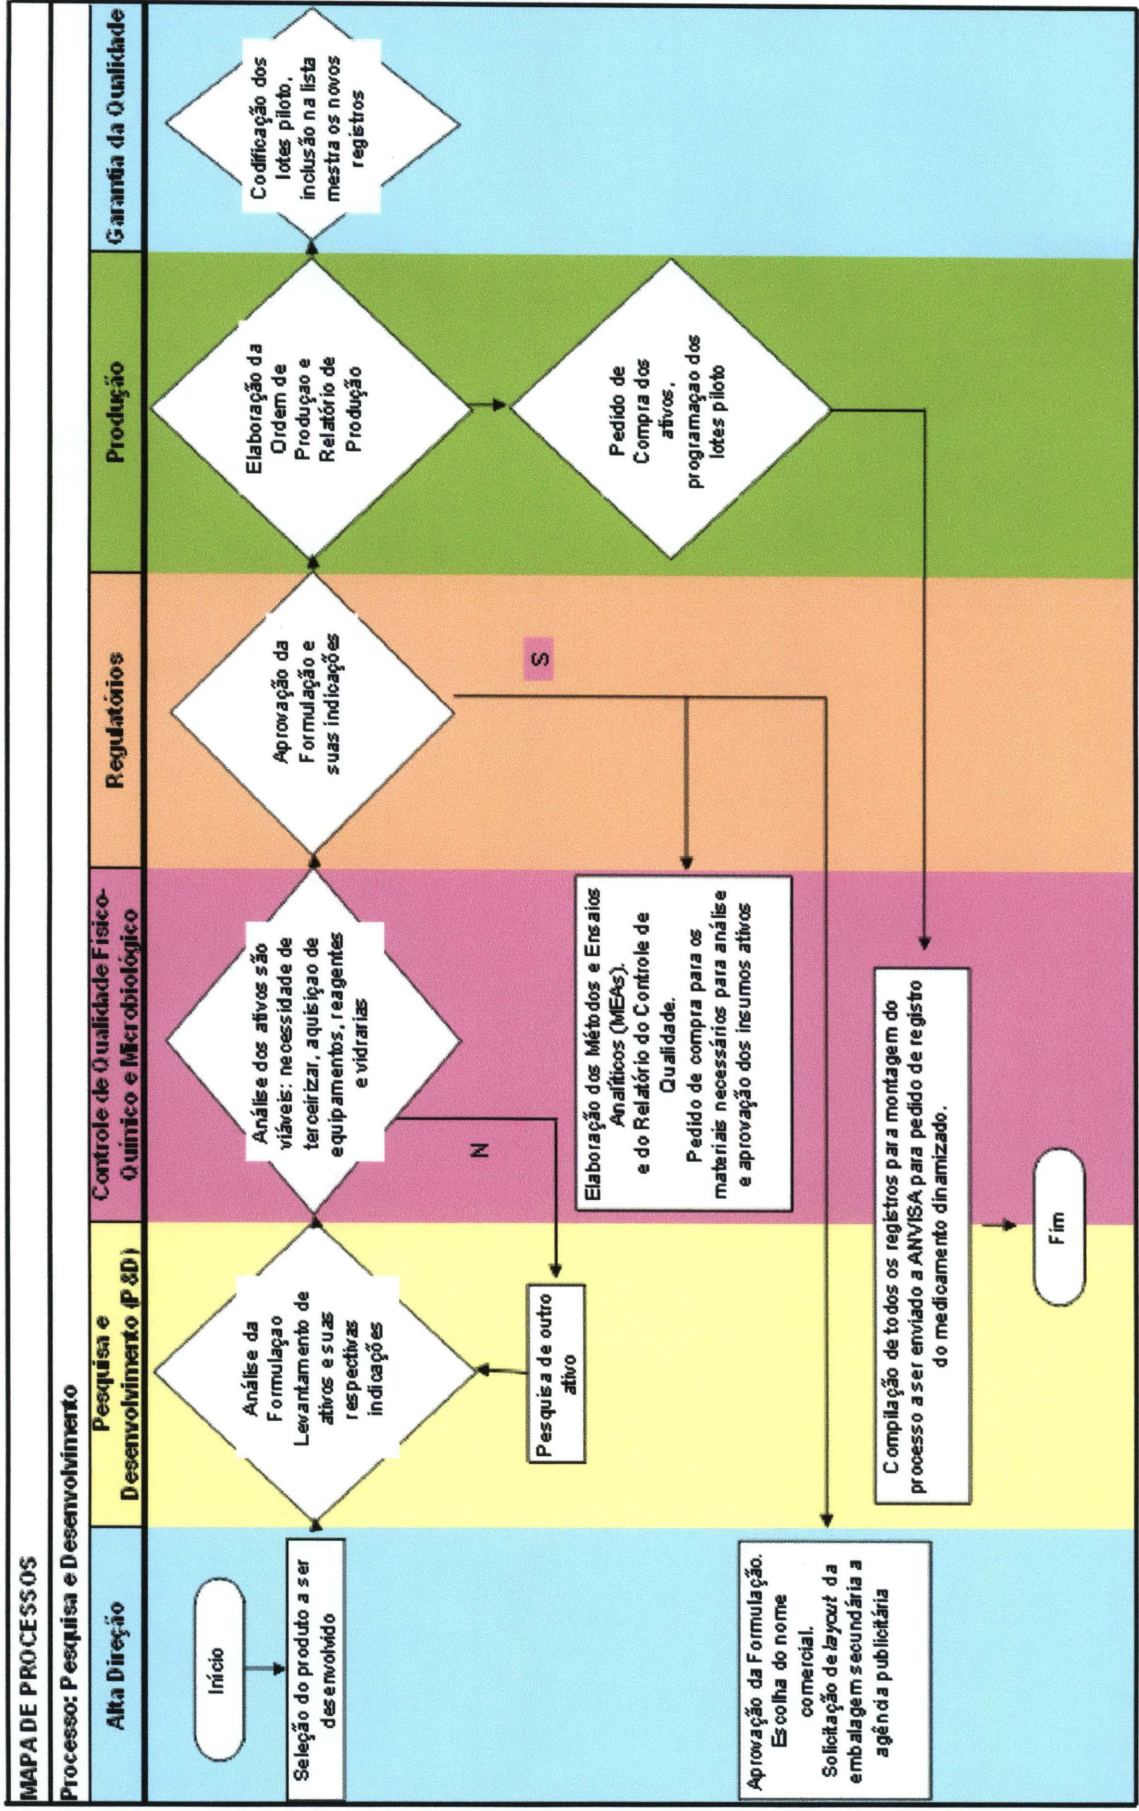 MAPA DE PROCESSOS
Processo: Pesquisa e Desenvolvimento
Alta Direção
Pesquisa e
Desenvolvimento (P &D)
Controle de Qualidade Físico-
Químico e Microbiológico
Regulatórios
Produção
Garantia da Qualidade
Início
Seleção do produto a ser
desenvolvido
Análise da
Formulaçao
Levantamento de
ativos e suas
respectivas
indicações
Análise dos ativos são
viáveis: necessidade de
terceirizar, aquisiçao de
equipamentos, reagentes
e vidrarias
Aprovação da
Formulação e
suas indicações
Elaboração da
Ordem de
Produçao e
Relatório de
Produção
Codificação dos
lotes piloto,
inclusão na lista
mestra os novos
registros
N
S
Pesquisa de outro
ativo
Elaboração dos Métodos e Ensaios
Analíticos (MEAs).
e do Relatório do Controle de
Qualidade.
Pedido de compra para os
materiais necessários para análise
e aprovação dos insumos ativos
Pedido de
Compra dos
ativos,
programaçao dos
lotes piloto
Aprovação da Formulação.
Escolha do nome
comercial.
Solicitação de layout da
embalagem secundária a
agência publicitária
Compilação de todos os registros para montagem do
processo a ser enviado a ANVISA para pedido de registro
do medicamento dinamizado.
Fim